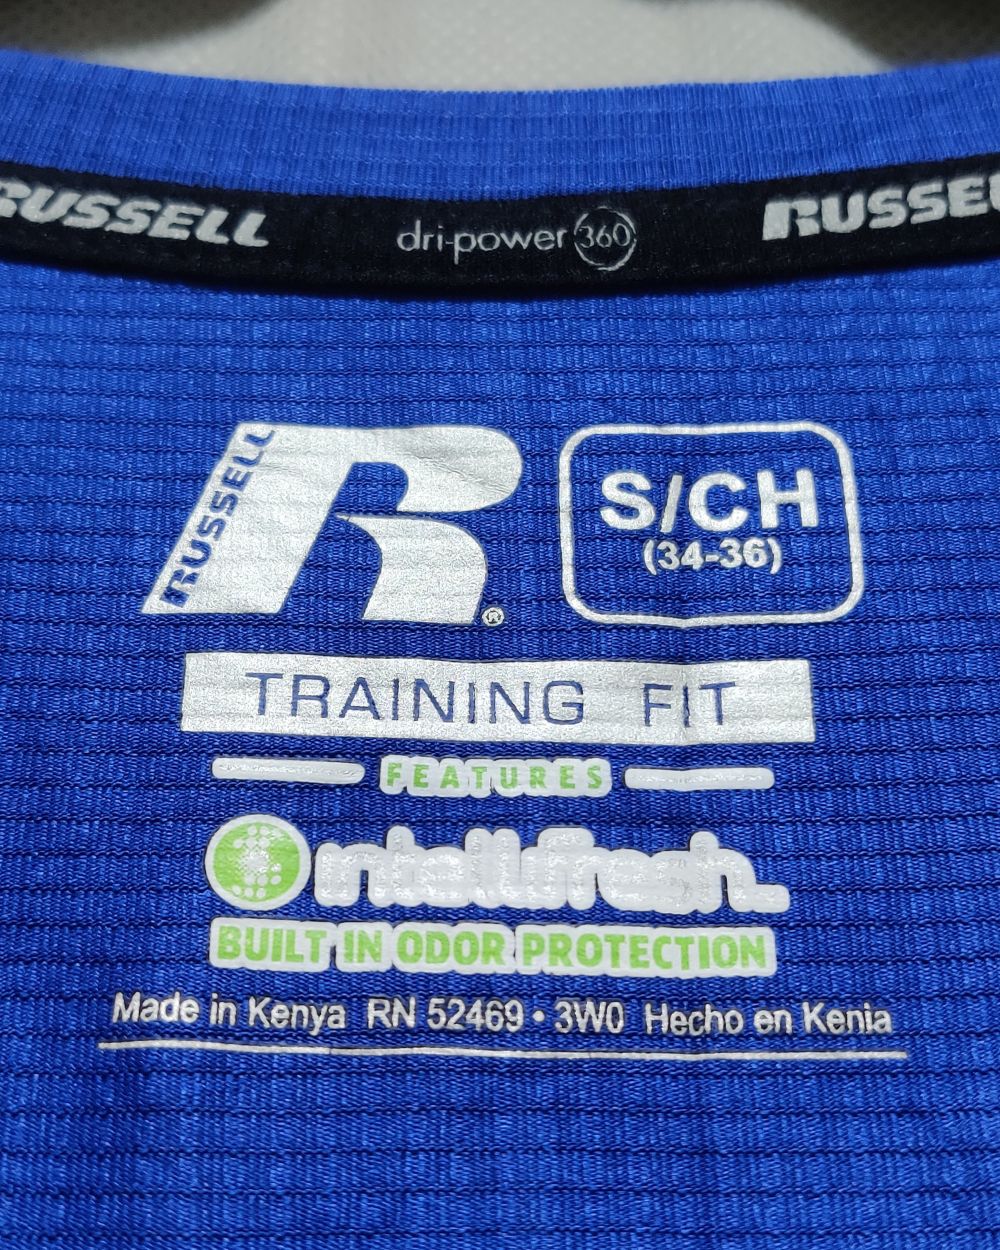 RUSSELL dri-power 360 RUSSEL
RUSSELL
R®
S/CH
(34-36)
TRAINING FIT
FEATURES
intellifresh
BUILT IN ODOR PROTECTION
Made in Kenya RN 52469 • 3W0 Hecho en Kenia